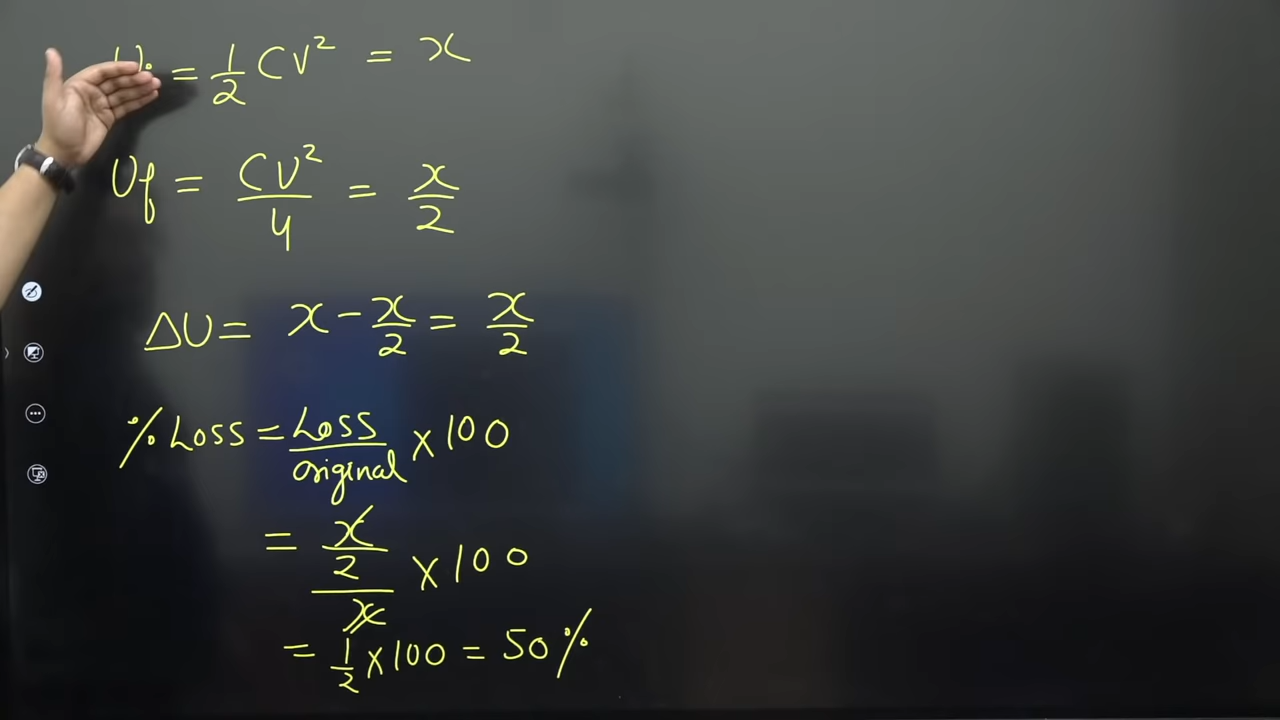 = 1/2 CV² = x
Uf = CV²/4 = x/2
ΔU = x - x/2 = x/2
% Loss = Loss/original × 100
= x/2/x × 100
= 1/2 × 100 = 50%